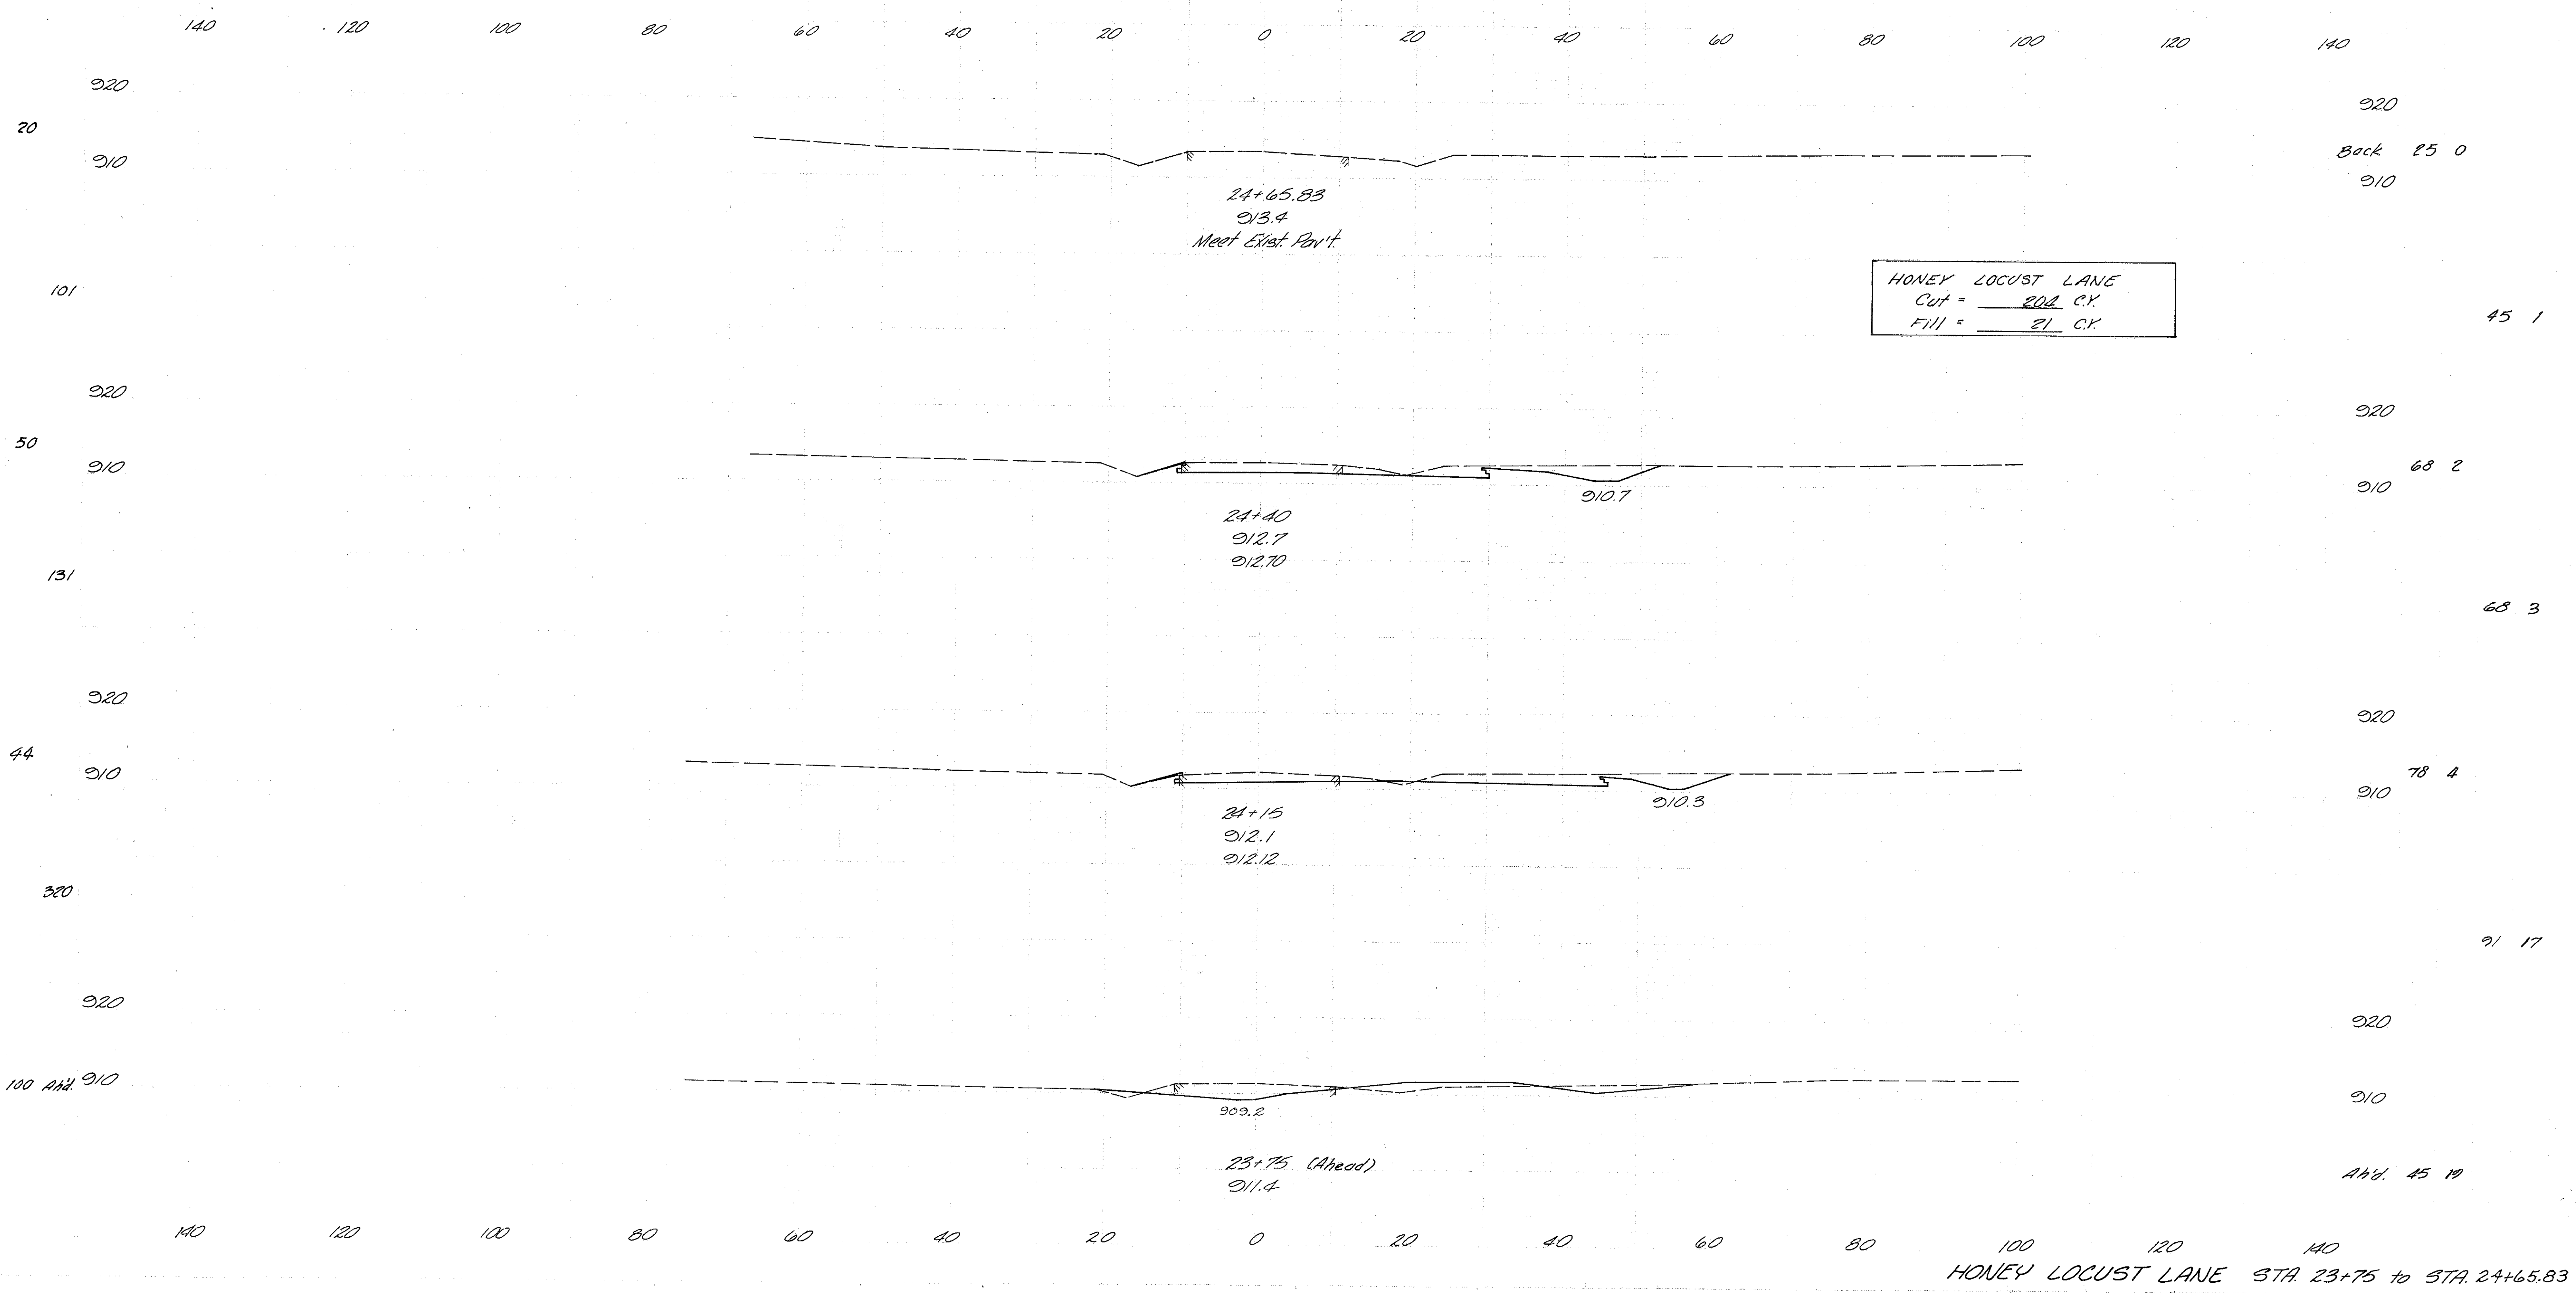 140 120 100 80 60 40 20 0 20 40 60 80 100 120 140
920 920
20 Back 25 0
910 910
24+65.83
913.4
Meet Exist. Pav't.
HONEY LOCUST LANE
Cut = 204 C.Y.
Fill = 21 C.Y.
101 45 1
920 920
50 68 2
910 910
910.7
24+40
912.7
912.70
131 68 3
920 920
44 78 4
910 910
910.3
24+15
912.1
912.12
320 91 17
920 920
100 Ah'd. 910 910
909.2
23+75 (Ahead)
911.4
Ah'd. 45 19
140 120 100 80 60 40 20 0 20 40 60 80 100 120 140
HONEY LOCUST LANE STA. 23+75 to STA. 24+65.83